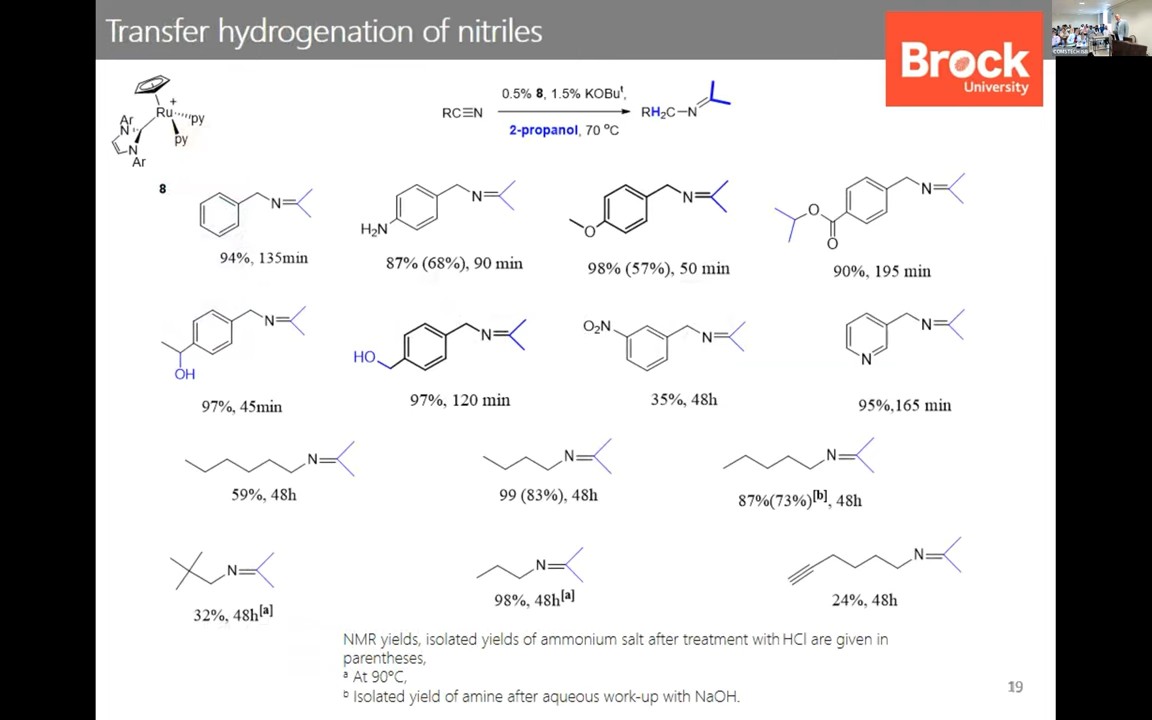 Transfer hydrogenation of nitriles
Brock
University
COMSTECH ISB
Ru
+
Ar
N
py
N
py
Ar
8
RC≡N
0.5% 8, 1.5% KOBuᵗ,
2-propanol, 70 ºC
RH₂C–N
N
94%, 135min
H₂N
N
87% (68%), 90 min
O
N
98% (57%), 50 min
O
O
N
90%, 195 min
OH
N
97%, 45min
HO
N
97%, 120 min
O₂N
N
35%, 48h
N
N
95%,165 min
N
59%, 48h
N
99 (83%), 48h
N
87%(73%)[b], 48h
N
32%, 48h[a]
N
98%, 48h[a]
N
24%, 48h
NMR yields, isolated yields of ammonium salt after treatment with HCl are given in
parentheses,
ᵃ At 90ºC,
ᵇ Isolated yield of amine after aqueous work-up with NaOH.
19